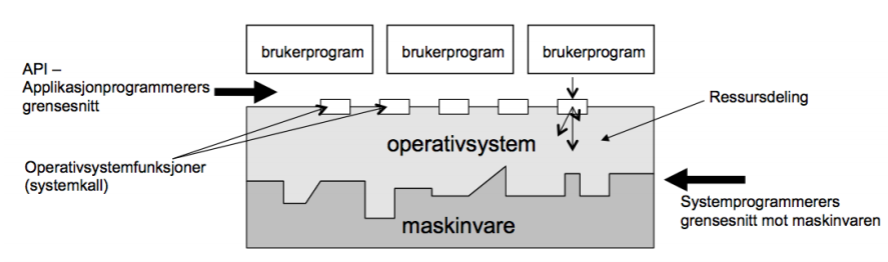 brukerprogram
brukerprogram
brukerprogram
API –
Applikasjonprogrammerers
grensesnitt
Ressursdeling
operativsystem
Operativsystemfunksjoner
(systemkall)
Systemprogrammerers
grensesnitt mot maskinvaren
maskinvare